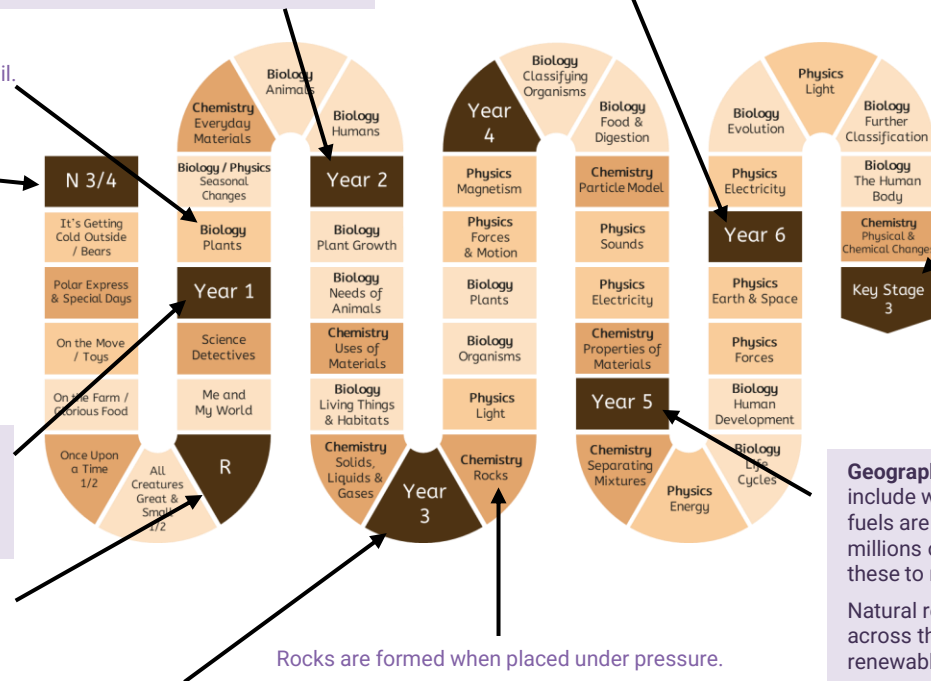 il.
N 3/4
It's Getting
Cold Outside
/ Bears
Polar Express
& Special Days
On the Move
/ Toys
On the Farm /
Glorious Food
Once Upon
a Time
1/2
All
Creatures
Great &
Small
1/2
R
Me and
My World
Science
Detectives
Year 1
Biology
Plants
Biology / Physics
Seasonal
Changes
Chemistry
Everyday
Materials
Biology
Animals
Biology
Humans
Year 2
Biology
Plant Growth
Biology
Needs of
Animals
Chemistry
Uses of
Materials
Biology
Living Things
& Habitats
Chemistry
Solids,
Liquids &
Gases
Year
3
Chemistry
Rocks
Physics
Light
Biology
Organisms
Biology
Plants
Physics
Forces
& Motion
Physics
Magnetism
Year
4
Biology
Classifying
Organisms
Biology
Food &
Digestion
Chemistry
Particle Model
Physics
Sounds
Physics
Electricity
Chemistry
Properties of
Materials
Year 5
Chemistry
Separating
Mixtures
Physics
Energy
Biology
Life
Cycles
Biology
Human
Development
Physics
Forces
Physics
Earth & Space
Year 6
Physics
Electricity
Biology
Evolution
Physics
Light
Biology
Further
Classification
Biology
The Human
Body
Chemistry
Physical &
Chemical Change
Key Stage
3
Rocks are formed when placed under pressure.
Geograph
include w
fuels are
millions o
these to
Natural re
across th
renewabl